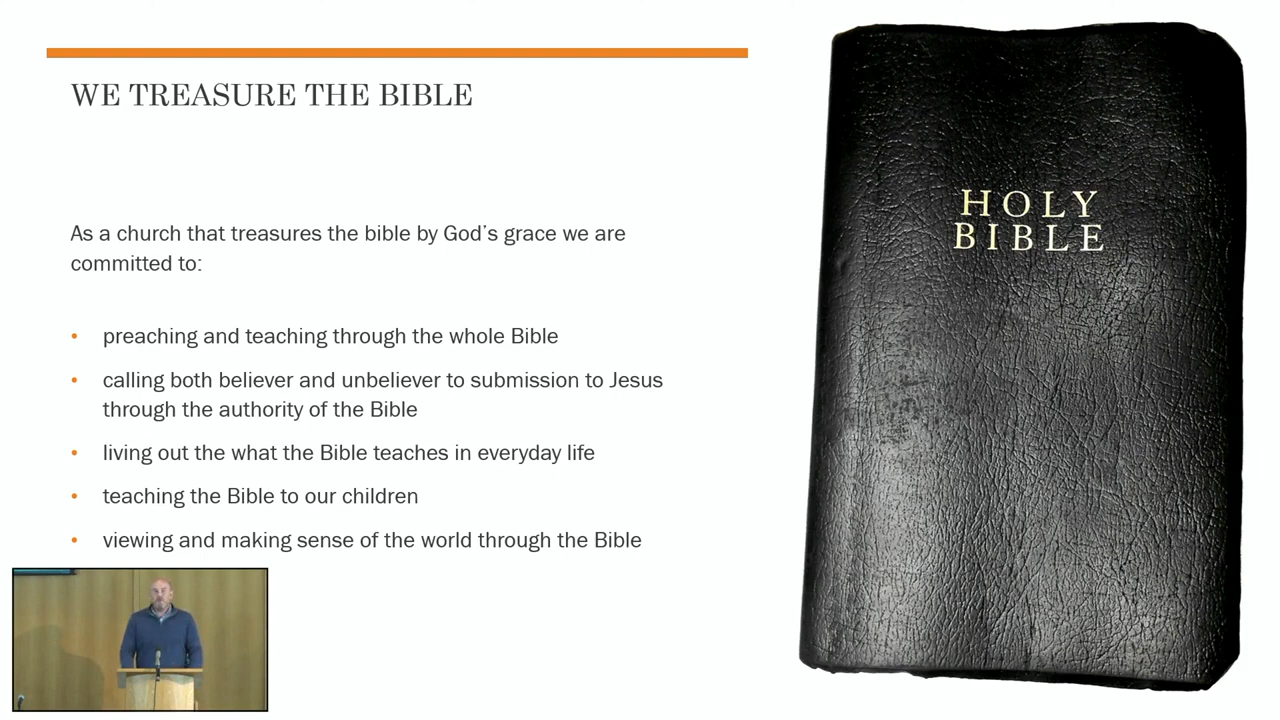 WE TREASURE THE BIBLE
As a church that treasures the bible by God’s grace we are
committed to:
• preaching and teaching through the whole Bible
• calling both believer and unbeliever to submission to Jesus
through the authority of the Bible
• living out the what the Bible teaches in everyday life
• teaching the Bible to our children
• viewing and making sense of the world through the Bible
HOLY
BIBLE